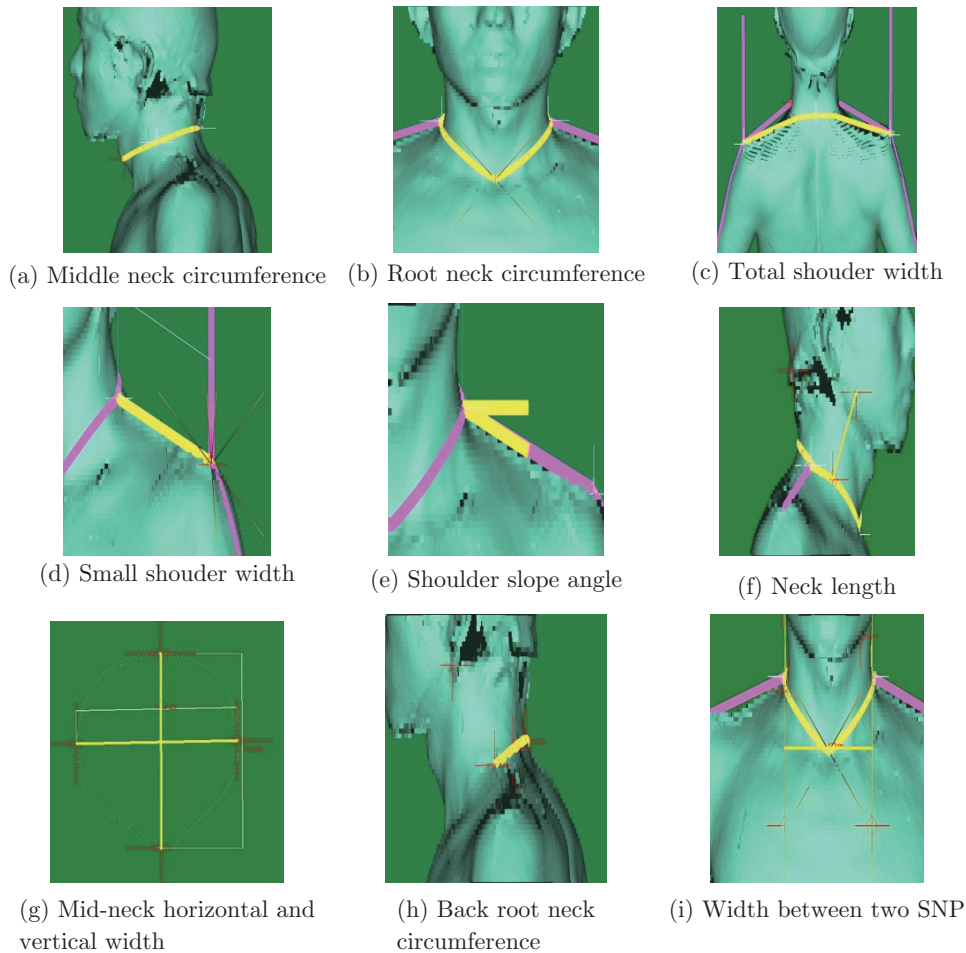 (a) Middle neck circumference
(b) Root neck circumference
(c) Total shouder width
(d) Small shouder width
(e) Shoulder slope angle
(f) Neck length
(g) Mid-neck horizontal and
vertical width
(h) Back root neck
circumference
(i) Width between two SNP